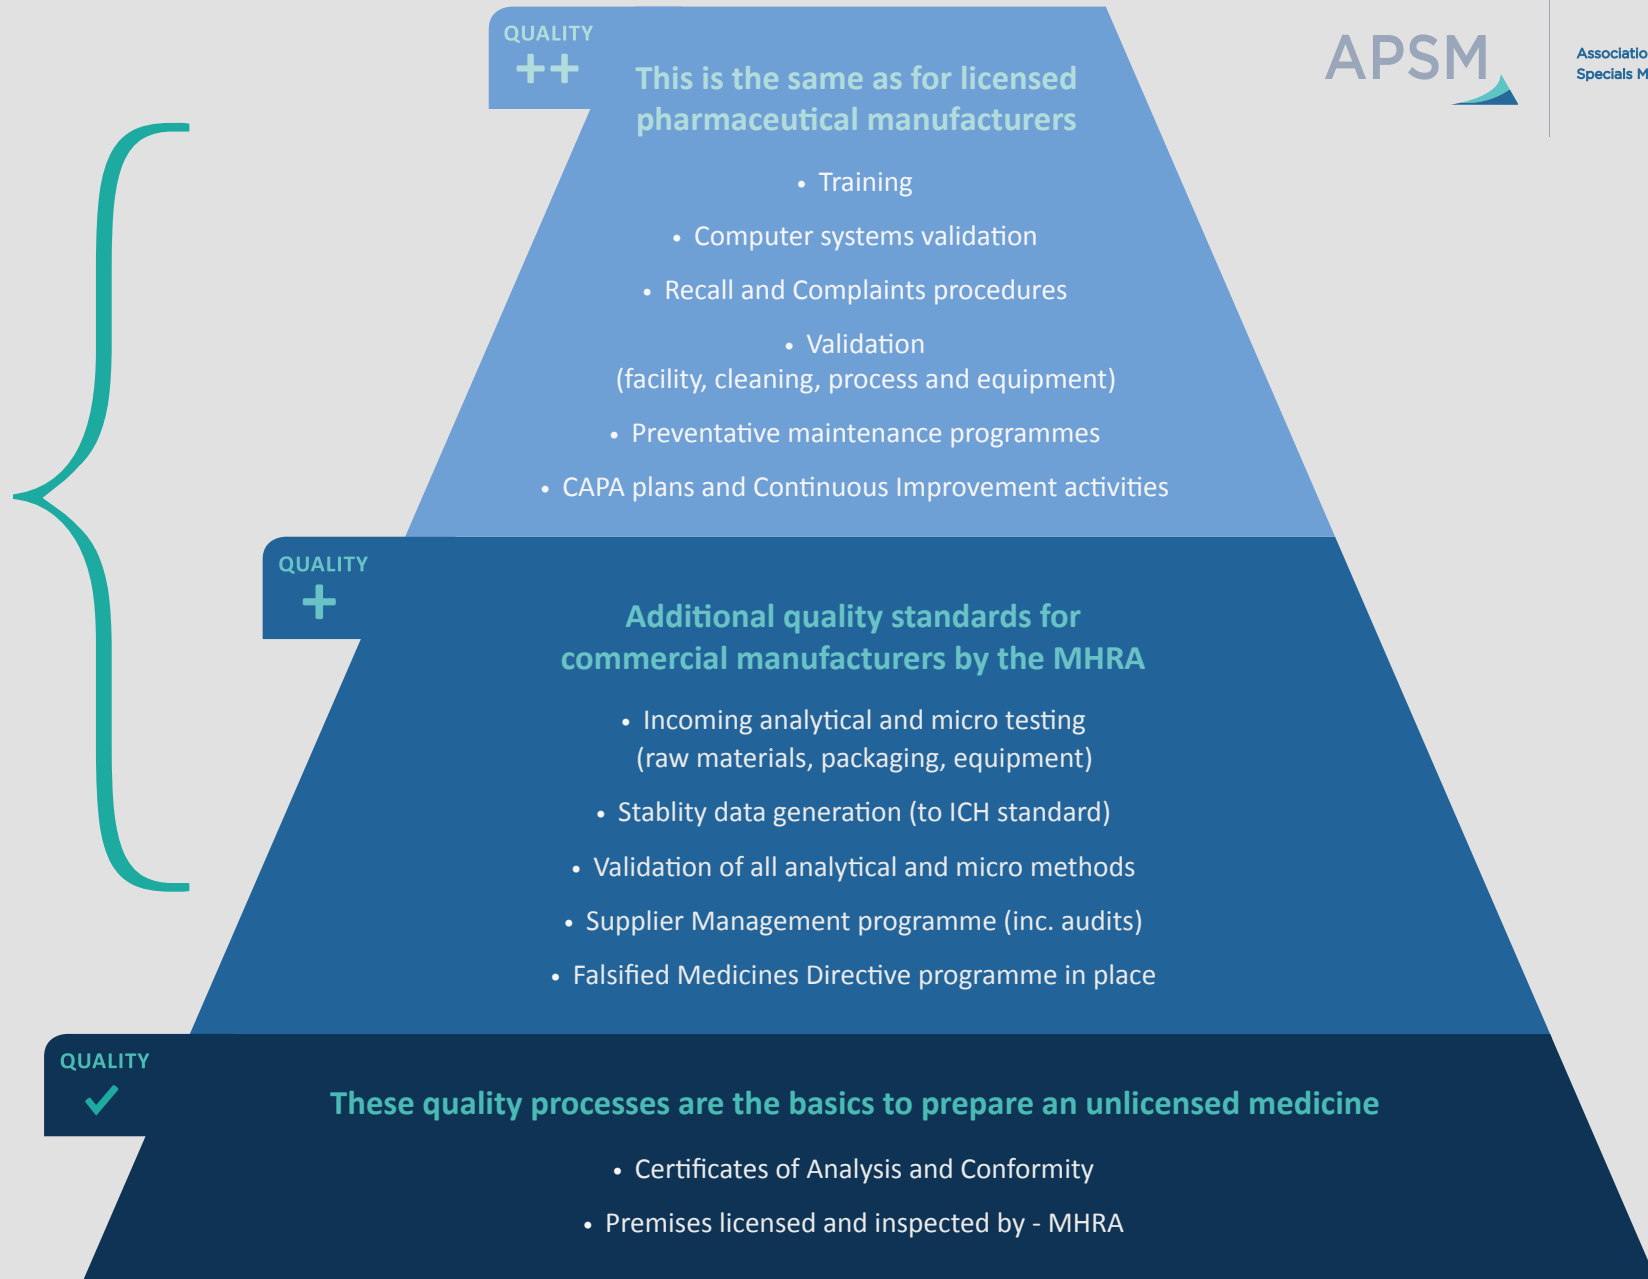 QUALITY
++
This is the same as for licensed
pharmaceutical manufacturers
• Training
• Computer systems validation
• Recall and Complaints procedures
• Validation
(facility, cleaning, process and equipment)
• Preventative maintenance programmes
• CAPA plans and Continuous Improvement activities
APSM
Specials
QUALITY
+
Additional quality standards for
commercial manufacturers by the MHRA
• Incoming analytical and micro testing
(raw materials, packaging, equipment)
• Stablity data generation (to ICH standard)
• Validation of all analytical and micro methods
• Supplier Management programme (inc. audits)
• Falsified Medicines Directive programme in place
QUALITY
These quality processes are the basics to prepare an unlicensed medicine
• Certificates of Analysis and Conformity
• Premises licensed and inspected by - MHRA